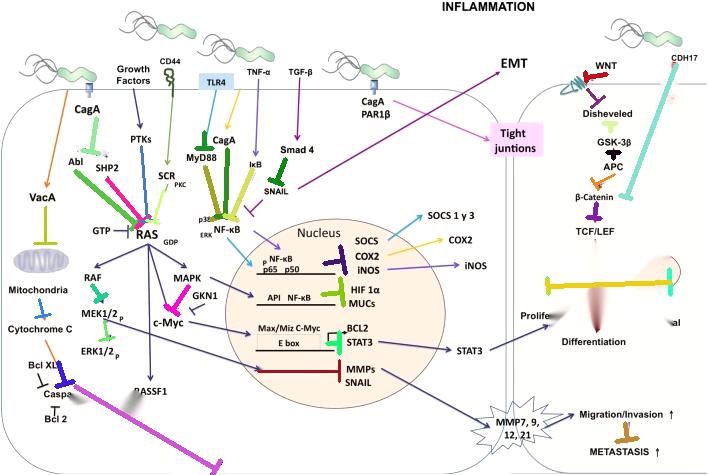 INFLAMMATION
CD44
CDH17
Growth
Factors
TLR4
TNF-α
TGF-β
EMT
WNT
CagA
PAR1β
CagA
Disheveled
PTKs
CagA
Tight
juntions
GSK-3β
Abl
SHP2
MyD88
IκB
Smad 4
APC
SCR
PKC
SNAIL
β-Catenin
VacA
p38
ERK
NF-κB
SOCS 1 y 3
TCF/LEF
GTP
RAS
GDP
Nucleus
COX2
SOCS
COX2
iNOS
P
NF-κB
p65 p50
iNOS
Mitochondria
RAF
MAPK
HIF 1α
MUCs
API NF-κB
GKN1
MEK1/2 P
c-Myc
Cytochrome C
Max/Miz C-Myc
E box
BCL2
STAT3
ERK1/2 P
STAT3
Differentiation
Bcl XL
MMPs
SNAIL
RASSF1
Bcl 2
MMP7, 9,
12, 21
Migration/Invasion ↑
METASTASIS ↑